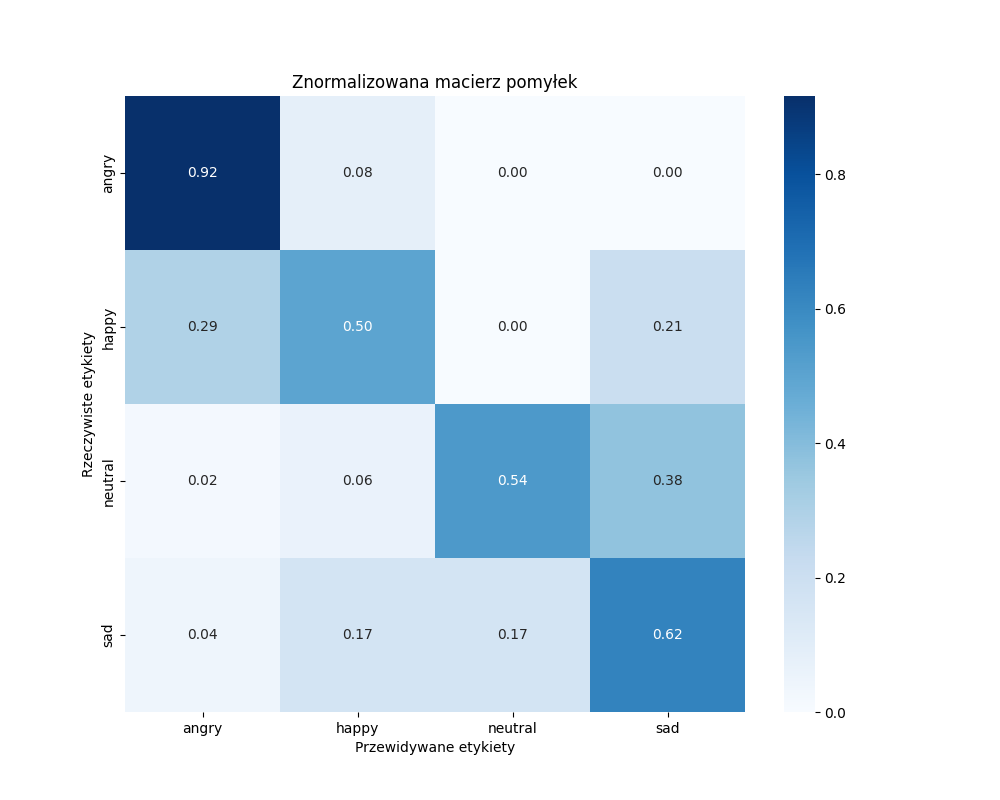 Znormalizowana macierz pomyłek
angry
0.92 0.08 0.00 0.00
happy
0.29 0.50 0.00 0.21
neutral
0.02 0.06 0.54 0.38
sad
0.04 0.17 0.17 0.62
Rzeczywiste etykiety
angry happy neutral sad
Przewidywane etykiety
0.8
0.6
0.4
0.2
0.0